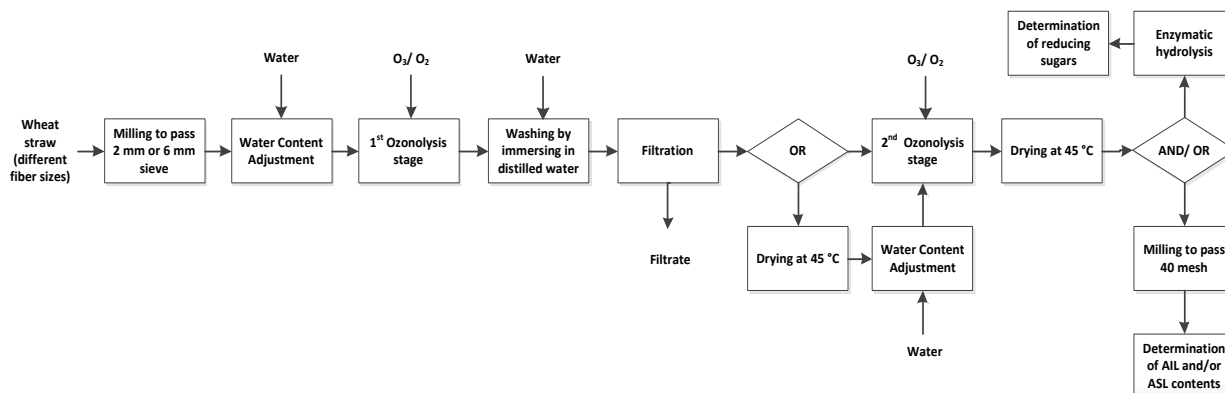 Wheat
straw
(different
fiber sizes)
Milling to pass
2 mm or 6 mm
sieve
Water
Water Content
Adjustment
O₃/ O₂
1st Ozonolysis
stage
Water
Washing by
immersing in
distilled water
Filtration
Filtrate
OR
Drying at 45 °C
Water Content
Adjustment
Water
O₃/ O₂
2nd Ozonolysis
stage
Drying at 45 °C
AND/ OR
Enzymatic
hydrolysis
Determination
of reducing
sugars
Milling to pass
40 mesh
Determination
of AIL and/or
ASL contents